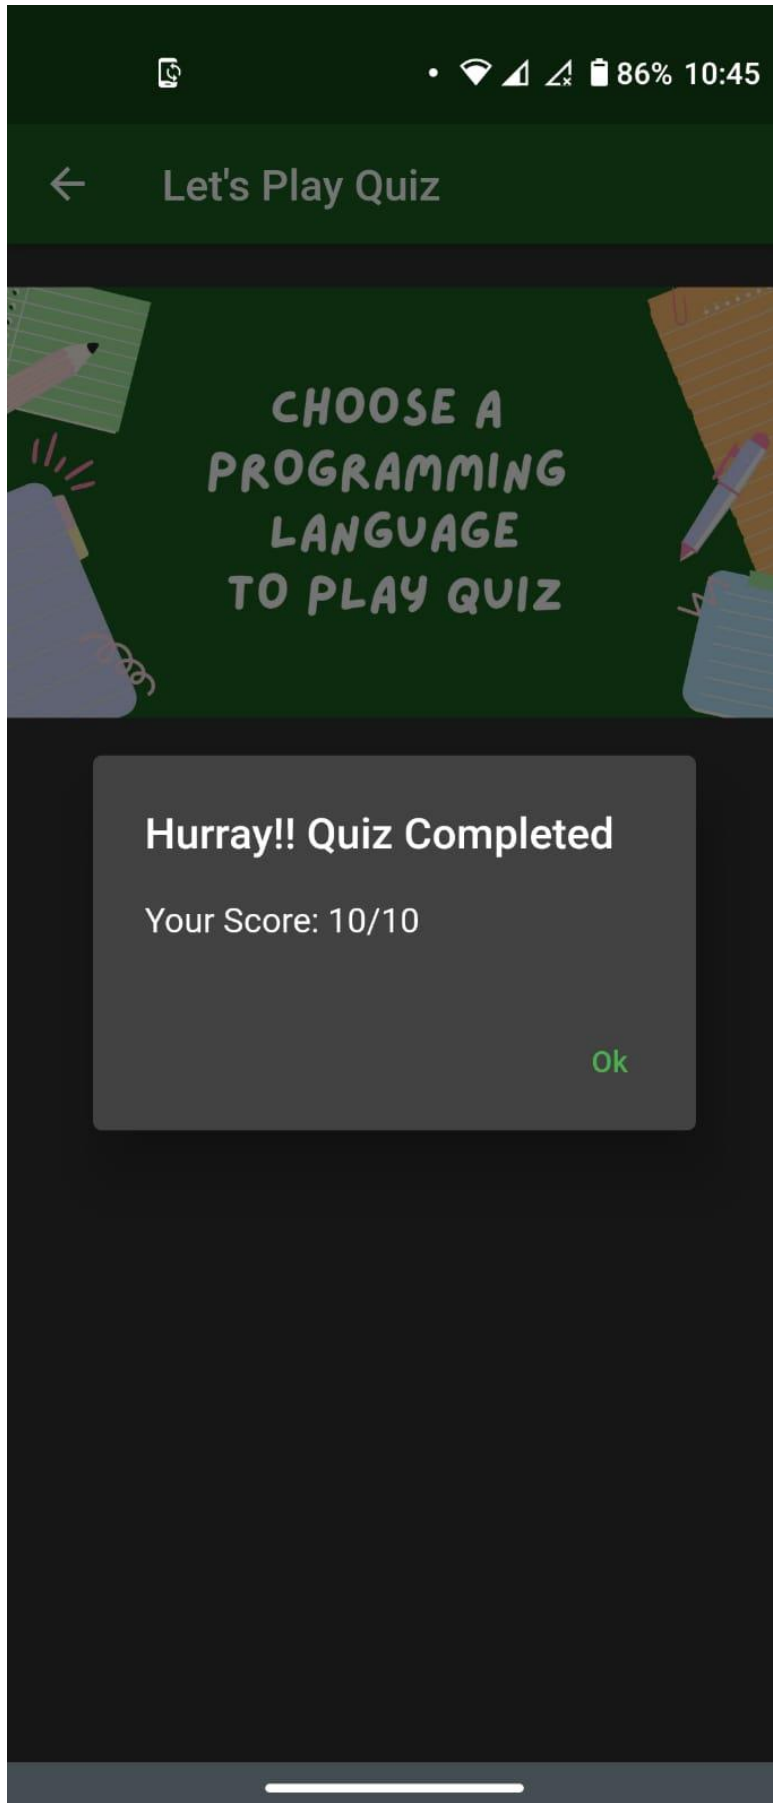 86% 10:45
Let's Play Quiz
CHOOSE A
PROGRAMMING
LANGUAGE
TO PLAY QUIZ
Hurray!! Quiz Completed
Your Score: 10/10
Ok